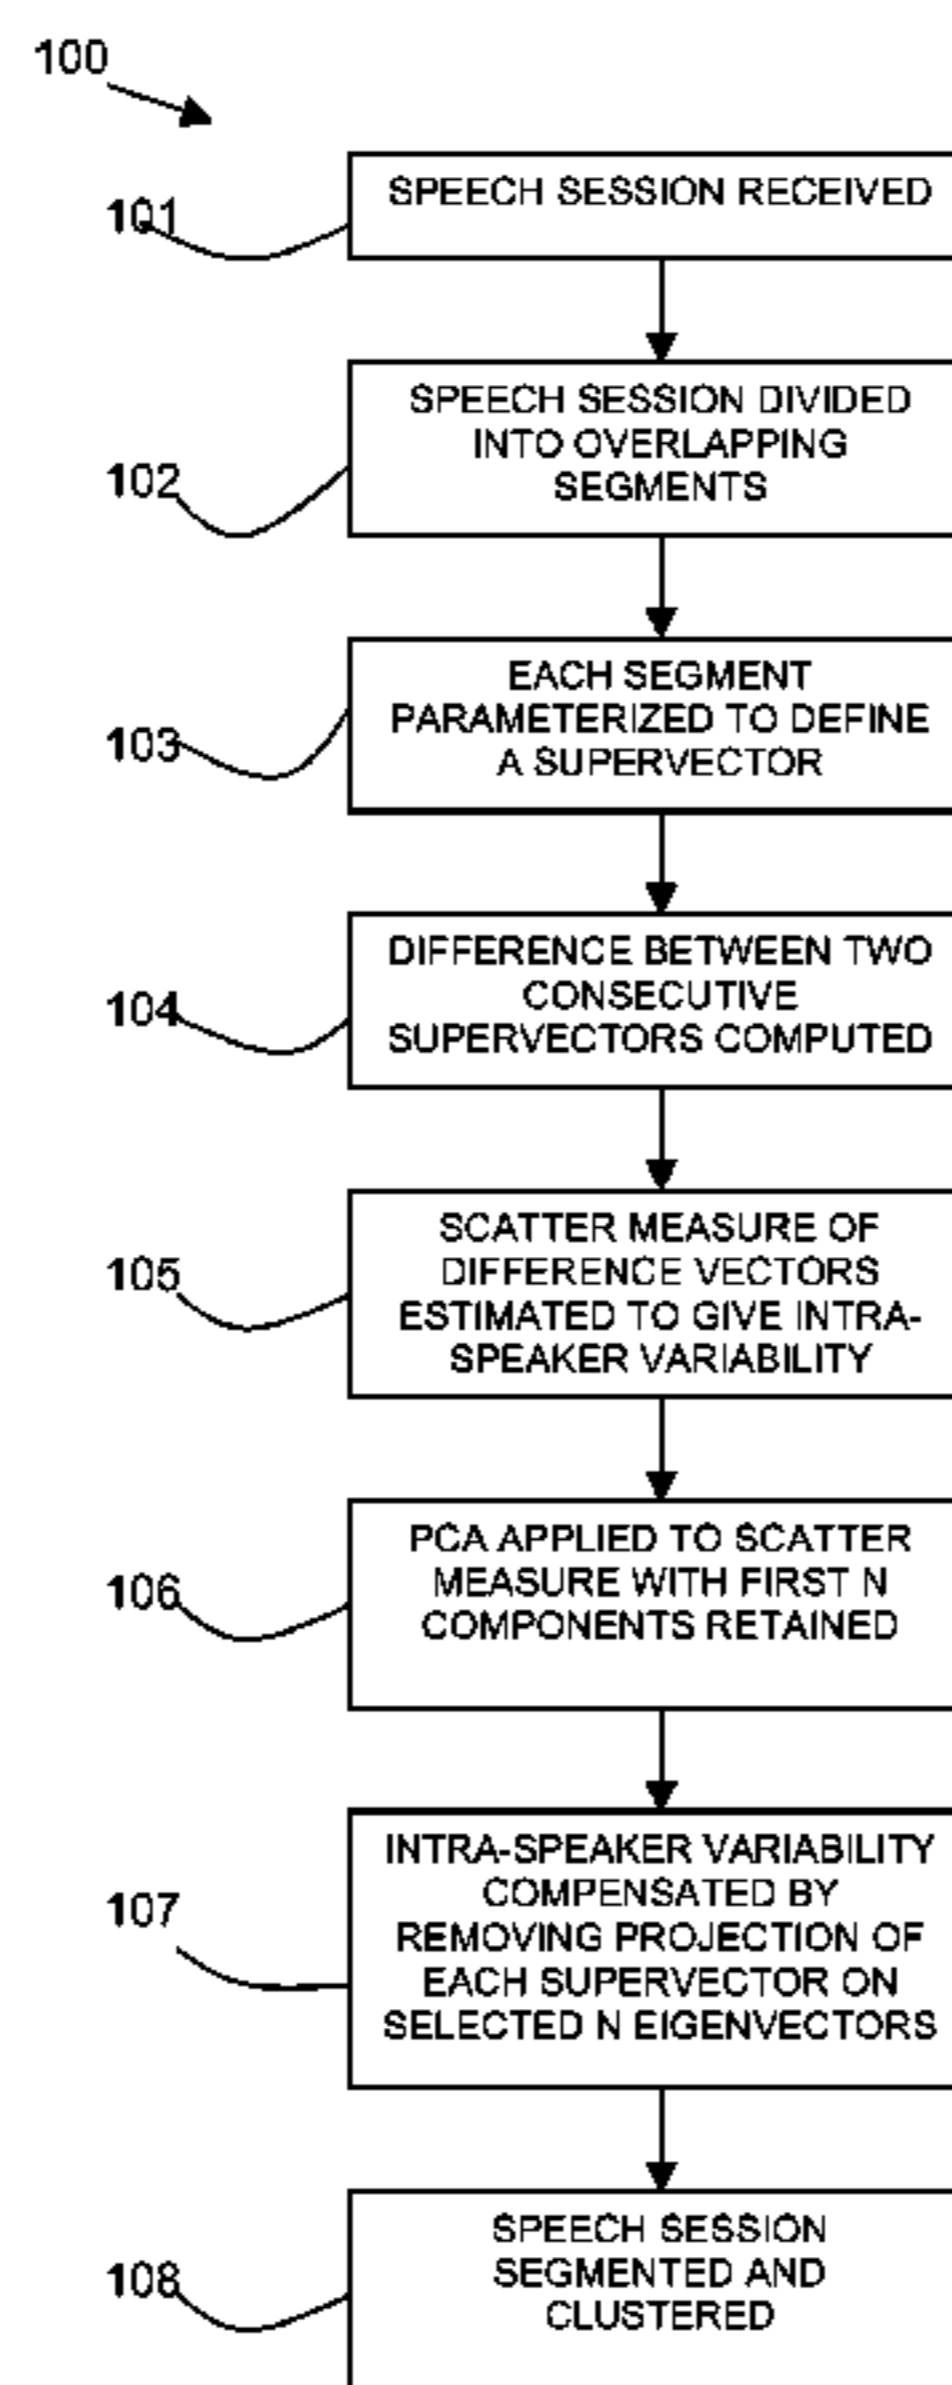 100
101
SPEECH SESSION RECEIVED
102
SPEECH SESSION DIVIDED
INTO OVERLAPPING
SEGMENTS
103
EACH SEGMENT
PARAMETERIZED TO DEFINE
A SUPERVECTOR
104
DIFFERENCE BETWEEN TWO
CONSECUTIVE
SUPERVECTORS COMPUTED
105
SCATTER MEASURE OF
DIFFERENCE VECTORS
ESTIMATED TO GIVE INTRA-
SPEAKER VARIABILITY
106
PCA APPLIED TO SCATTER
MEASURE WITH FIRST N
COMPONENTS RETAINED
107
INTRA-SPEAKER VARIABILITY
COMPENSATED BY
REMOVING PROJECTION OF
EACH SUPERVECTOR ON
SELECTED N EIGENVECTORS
108
SPEECH SESSION
SEGMENTED AND
CLUSTERED